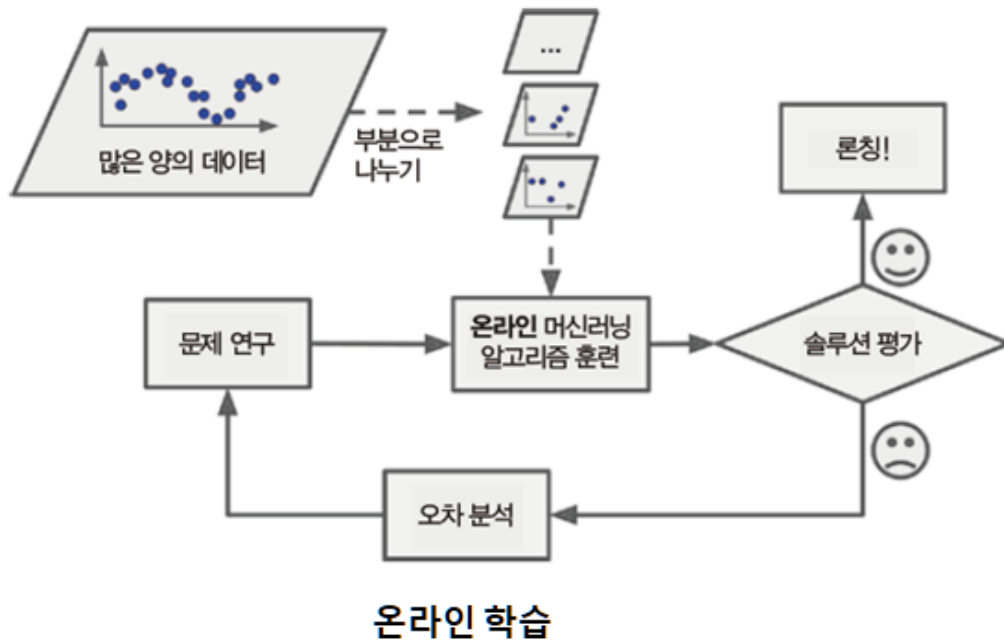 ...
많은 양의 데이터
부분으로
나누기
론칭!
문제 연구
온라인 머신러닝
알고리즘 훈련
솔루션 평가
오차 분석
온라인 학습